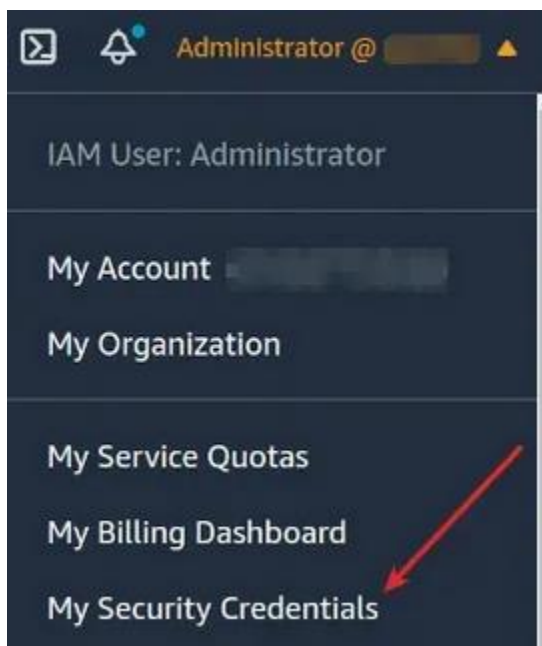 Administrator @
IAM User: Administrator
My Account
My Organization
My Service Quotas
My Billing Dashboard
My Security Credentials